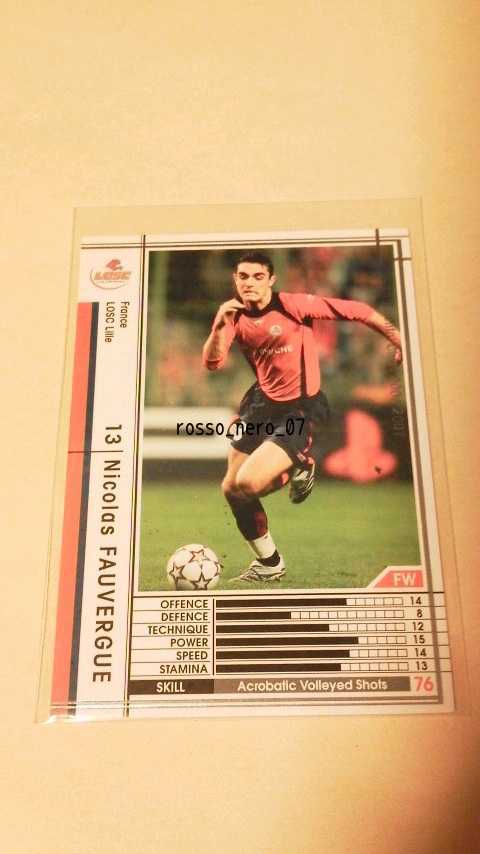 LOSC
France
LOSC Lille
13 Nicolas FAUVERGUE
rosso_nero_07
FW
OFFENCE 14
DEFENCE 8
TECHNIQUE 12
POWER 15
SPEED 14
STAMINA 13
SKILL Acrobatic Volleyed Shots 76